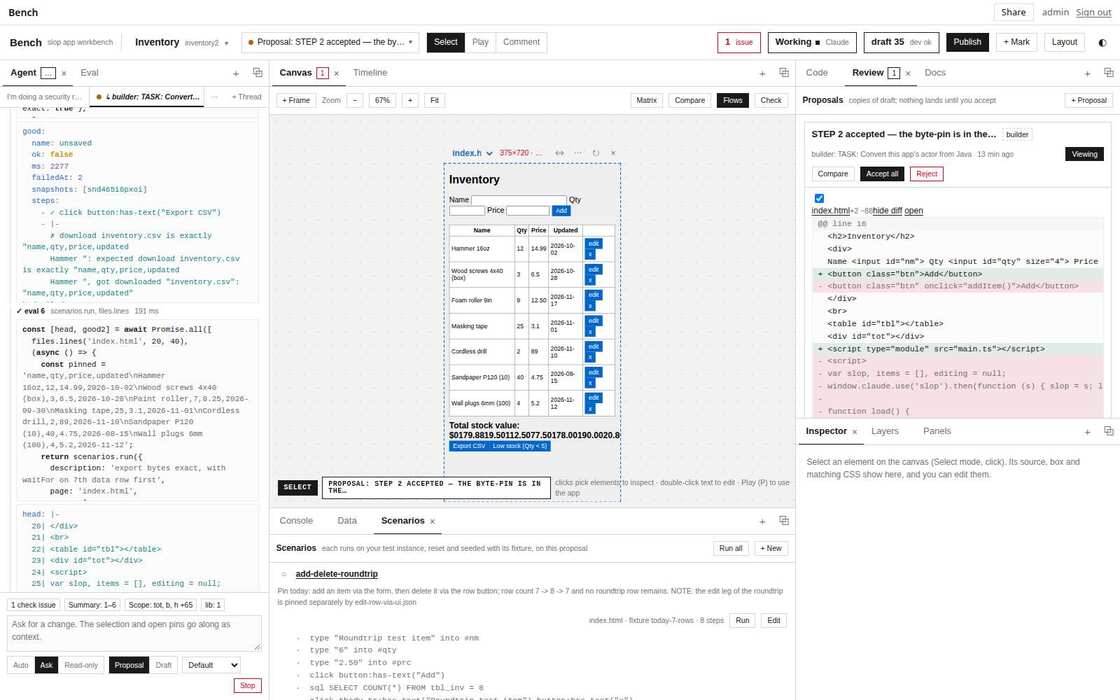 Bench
Share admin Sign out
Bench slop app workbench Inventory inventory2 ▾ Proposal: STEP 2 accepted — the by… ▾ Select Play Comment 1 issue Working ■ Claude draft 35 dev ok Publish + Mark Layout
Agent … × Eval +
I'm doing a security r… ↳ builder: TASK: Convert… ··· + Thread
exact: true },
good:
name: unsaved
ok: false
ms: 2277
failedAt: 2
snapshots: [snd465i6pxoi]
steps:
- ✓ click button:has-text("Export CSV")
- |-
✗ download inventory.csv is exactly
"name,qty,price,updated
Hammer ": expected download inventory.csv
is exactly "name,qty,price,updated
Hammer ", got downloaded "inventory.csv":
"name,qty,price,updated"
✓ eval 6 scenarios.run, files.lines 191 ms
const [head, good2] = await Promise.all([
files.lines('index.html', 20, 40),
(async () => {
const pinned =
'name,qty,price,updated\nHammer
16oz,12,14.99,2026-10-02\nWood screws 4x40
(box),3,6.5,2026-10-28\nPaint roller,7,8.25,2026-
09-30\nMasking tape,25,3.1,2026-11-01\nCordless
drill,2,89,2026-11-10\nSandpaper P120
(10),40,4.75,2026-08-15\nWall plugs 6mm
(100),4,5.2,2026-11-12';
return scenarios.run({
description: 'export bytes exact, with
waitFor on 7th data row first',
page: 'index.html',
head: |-
20| </div>
21| <br>
22| <table id="tbl"></table>
23| <div id="tot"></div>
24| <script>
25| var slop, items = [], editing = null;
1 check issue Summary: 1–6 Scope: tot, b, h +65 lib: 1
Ask for a change. The selection and open pins go along as
context.
Auto Ask Read-only Proposal Draft Default
Stop
Canvas 1 × Timeline +
+ Frame Zoom − 67% + Fit Matrix Compare Flows Check
index.h 375×720 · … ⇔ ··· ↻ ×
Inventory
Name Qty
Price Add
Name Qty Price Updated
Hammer 16oz 12 14.99 2026-10-02 edit x
Wood screws 4x40 (box) 3 6.5 2026-10-28 edit x
Foam roller 9in 9 12.50 2026-11-17 edit x
Masking tape 25 3.1 2026-11-01 edit x
Cordless drill 2 89 2026-11-10 edit x
Sandpaper P120 (10) 40 4.75 2026-08-15 edit x
Wall plugs 6mm (100) 4 5.2 2026-11-12 edit x
Total stock value:
$0179.8819.50112.5077.50178.00190.0020.8
Export CSV Low stock (Qty < 5)
SELECT PROPOSAL: STEP 2 ACCEPTED — THE BYTE-PIN IS IN THE… clicks pick elements to inspect · double-click text to edit · Play (P) to use the app
Console Data Scenarios × +
Scenarios each runs on your test instance, reset and seeded with its fixture, on this proposal Run all + New
○ add-delete-roundtrip
Pin today: add an item via the form, then delete it via the row button; row count 7 -> 8 -> 7 and no roundtrip row remains. NOTE: the edit leg of the roundtrip
is pinned separately by edit-row-via-ui.json
index.html · fixture today-7-rows · 8 steps Run Edit
· type "Roundtrip test item" into #nm
· type "6" into #qty
· type "2.50" into #prc
· click button:has-text("Add")
· sql SELECT COUNT(*) FROM tbl_inv = 8
Code Review 1 × Docs +
Proposals copies of draft; nothing lands until you accept + Proposal
STEP 2 accepted — the byte-pin is in the… builder
builder: TASK: Convert this app's actor from Java 13 min ago Viewing
Compare Accept all Reject
index.html+2 −88hide diff open
@@ line 16
<h2>Inventory</h2>
<div>
Name <input id="nm"> Qty <input id="qty" size="4"> Price
+ <button class="btn">Add</button>
- <button class="btn" onclick="addItem()">Add</button>
</div>
<br>
<table id="tbl"></table>
<div id="tot"></div>
+ <script type="module" src="main.ts"></script>
- <script>
- var slop, items = [], editing = null;
- window.claude.use('slop').then(function (s) { slop = s; l
-
- function load() {
Inspector × Layers Panels +
Select an element on the canvas (Select mode, click). Its source, box and
matching CSS show here, and you can edit them.